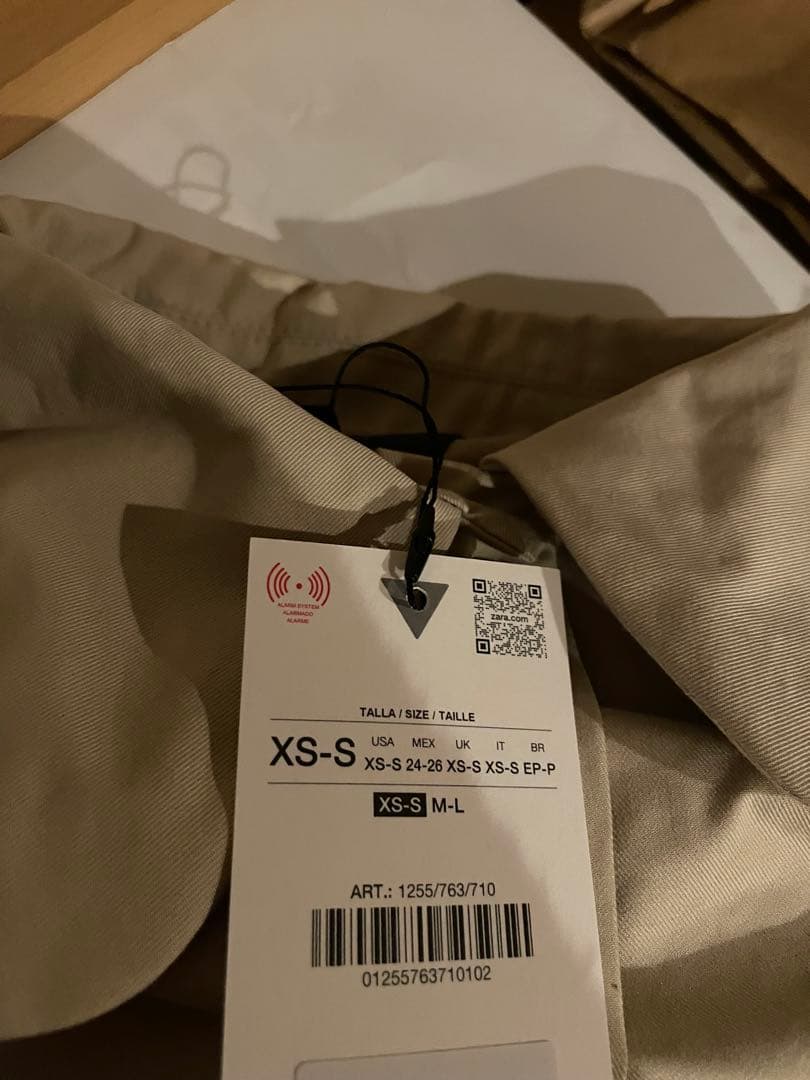 ALARM SYSTEM
ALARMADO
ALARME
zara.com
TALLA / SIZE / TAILLE
XS-S
USA MEX UK IT BR
XS-S 24-26 XS-S XS-S EP-P
XS-S M-L
ART.: 1255/763/710
01255763710102